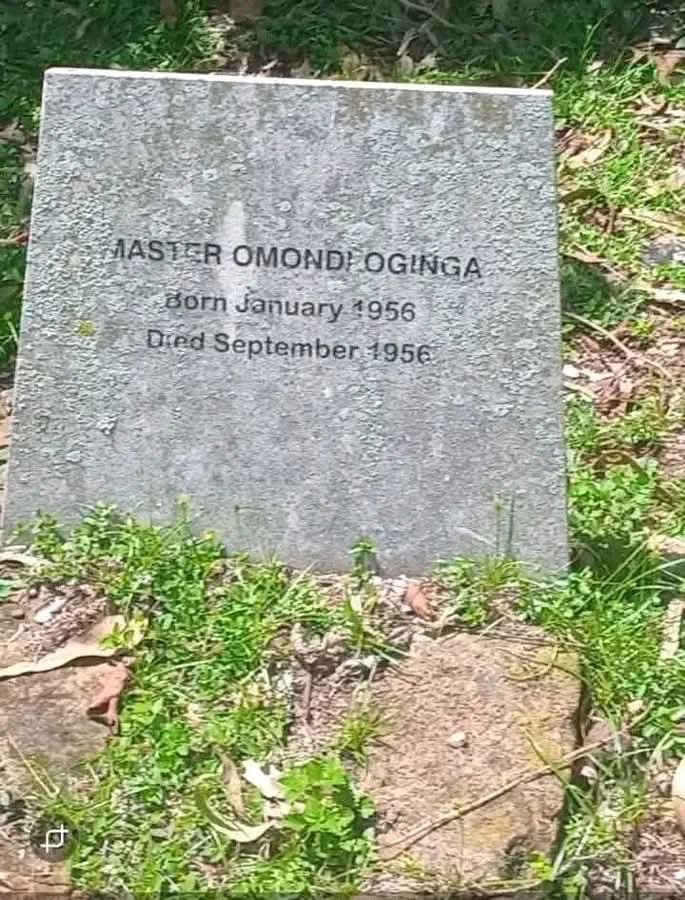 MASTER OMONDI OGINGA
Born January 1956
Died September 1956